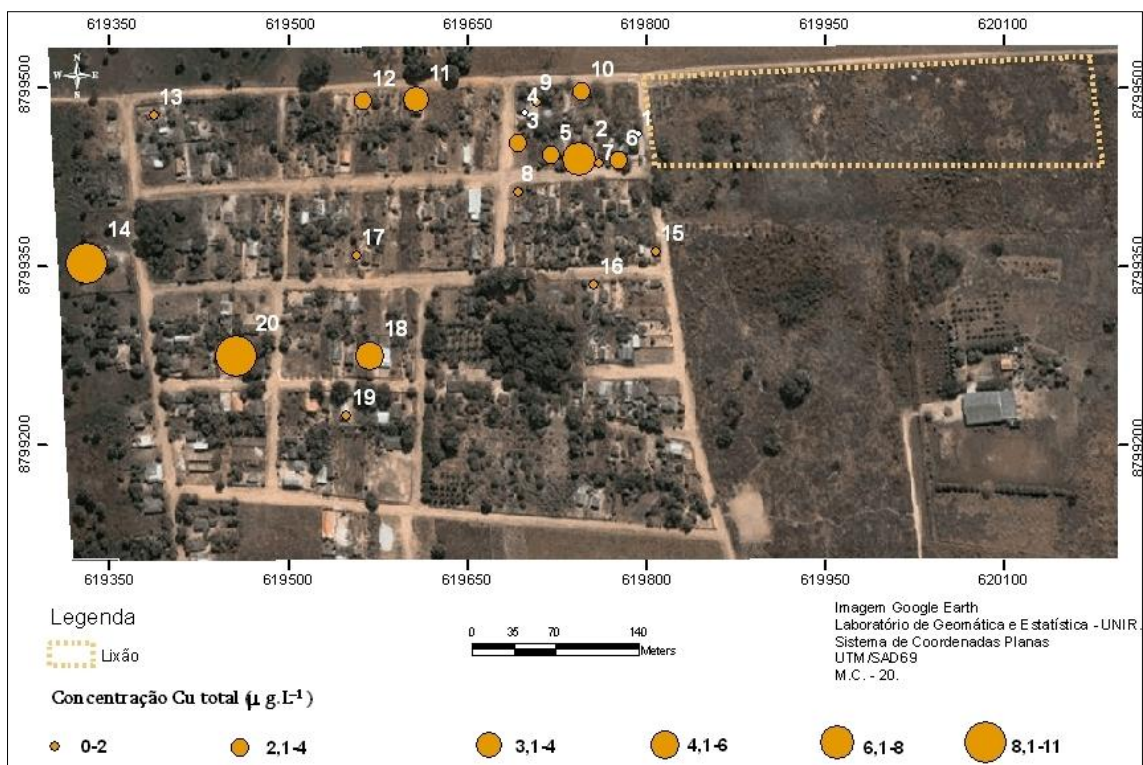 619350 619500 619650 619800 619950 620100
8799500 8799500
8799350 8799350
8799200 8799200
N
W E
S
13
12
11
9
10
4
3
5
2
1
6
7
8
14
17
15
16
20
18
19
619350 619500 619650 619800 619950 620100
Legenda
Lixão
0 35 70 140
Meters
Imagem Google Earth
Laboratório de Geomática e Estatística - UNIR.
Sistema de Coordenadas Planas
UTM/SAD69
M.C. - 20.
Concentração Cu total (µ g.L⁻¹)
0-2 2,1-4 3,1-4 4,1-6 6,1-8 8,1-11